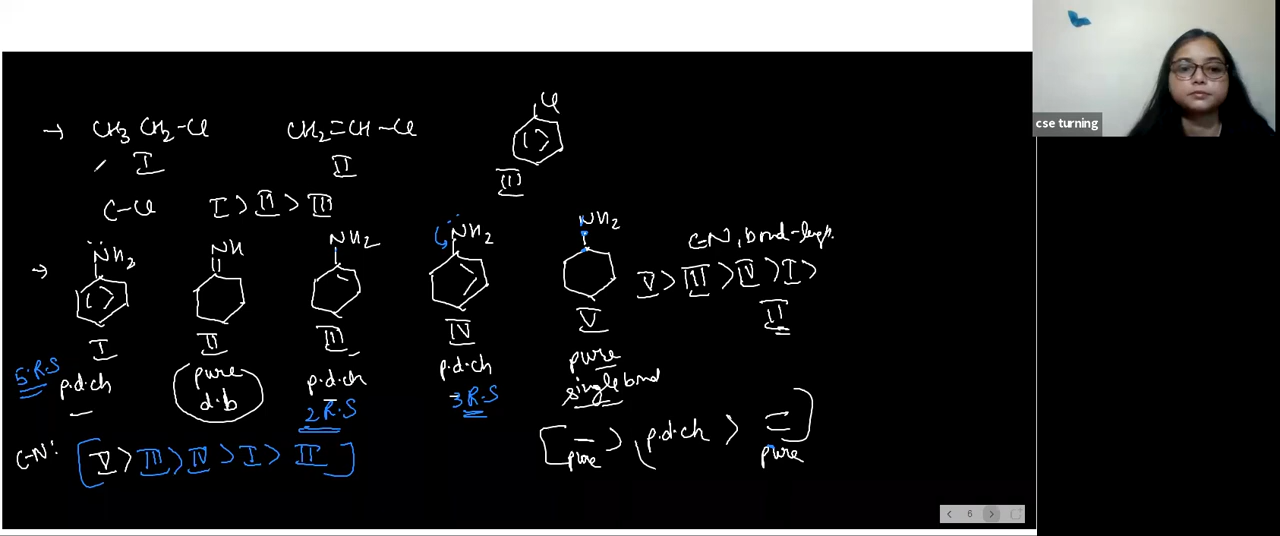 → CH3 CH2-Cl CH2=CH-Cl Cl
I II III
C-Cl I > II > III
→ NH2 NH NH2 NH2 NH2 C-N, bond-length.
V > III > IV > I >
II
I II III IV V
5 R.S p.d.ch pure d.b p.d.ch 2 R.S p.d.ch 3 R.S pure single bond
C-N: [V > III > IV > I > II]
[— pure > p.d.ch > = pure]
cse turning
6